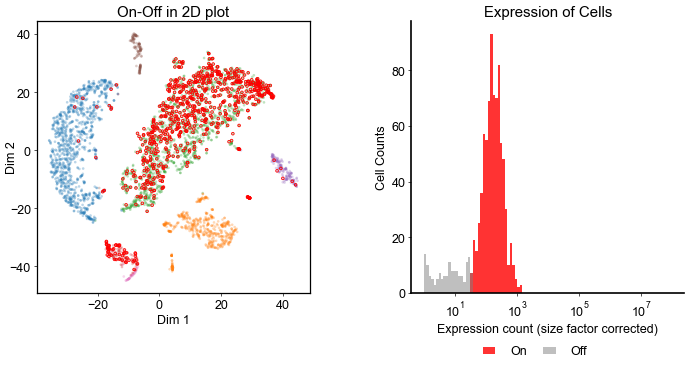 On-Off in 2D plot
Dim 2
40
20
0
−20
−40
−20
0
20
40
Dim 1
Expression of Cells
Cell Counts
80
60
40
20
0
10^1
10^3
10^5
10^7
Expression count (size factor corrected)
On
Off